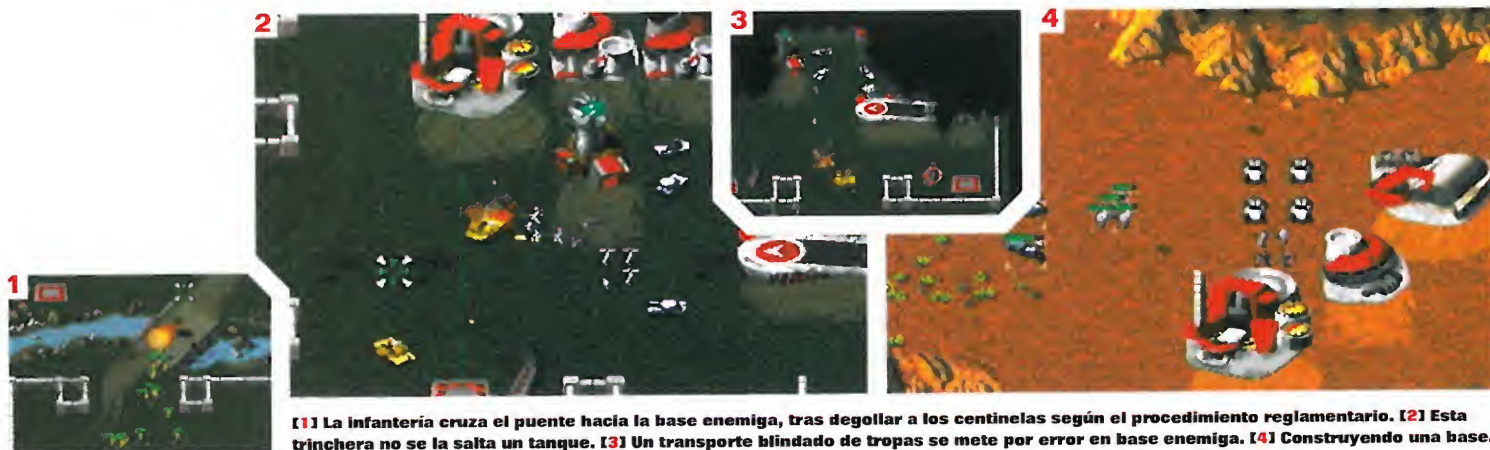 2
3
4
1
[1] La infantería cruza el puente hacia la base enemiga, tras degollar a los centinelas según el procedimiento reglamentario. [2] Esta
trinchera no se la salta un tanque. [3] Un transporte blindado de tropas se mete por error en base enemiga. [4] Construyendo una base.